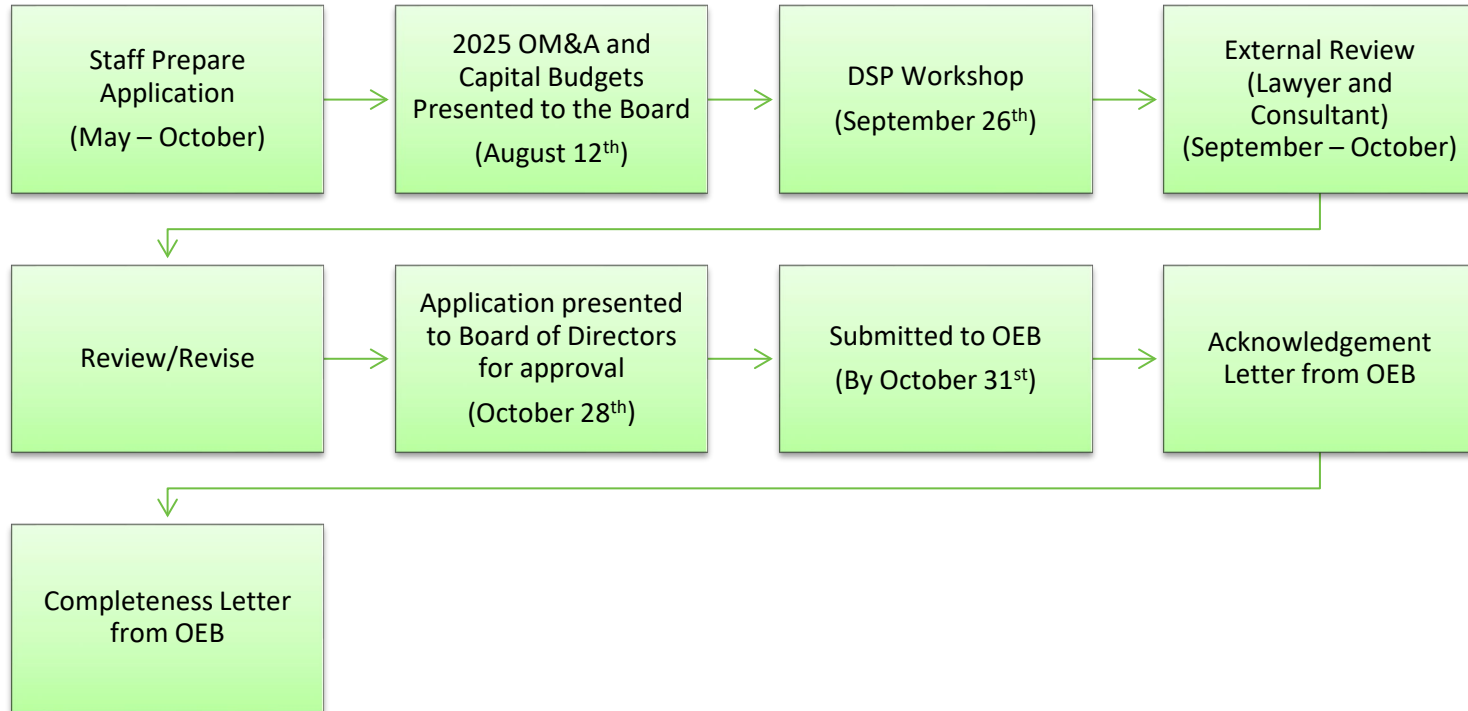 Staff Prepare
Application
(May – October)
2025 OM&A and
Capital Budgets
Presented to the Board
(August 12th)
DSP Workshop
(September 26th)
External Review
(Lawyer and
Consultant)
(September – October)
Review/Revise
Application presented
to Board of Directors
for approval
(October 28th)
Submitted to OEB
(By October 31st)
Acknowledgement
Letter from OEB
Completeness Letter
from OEB